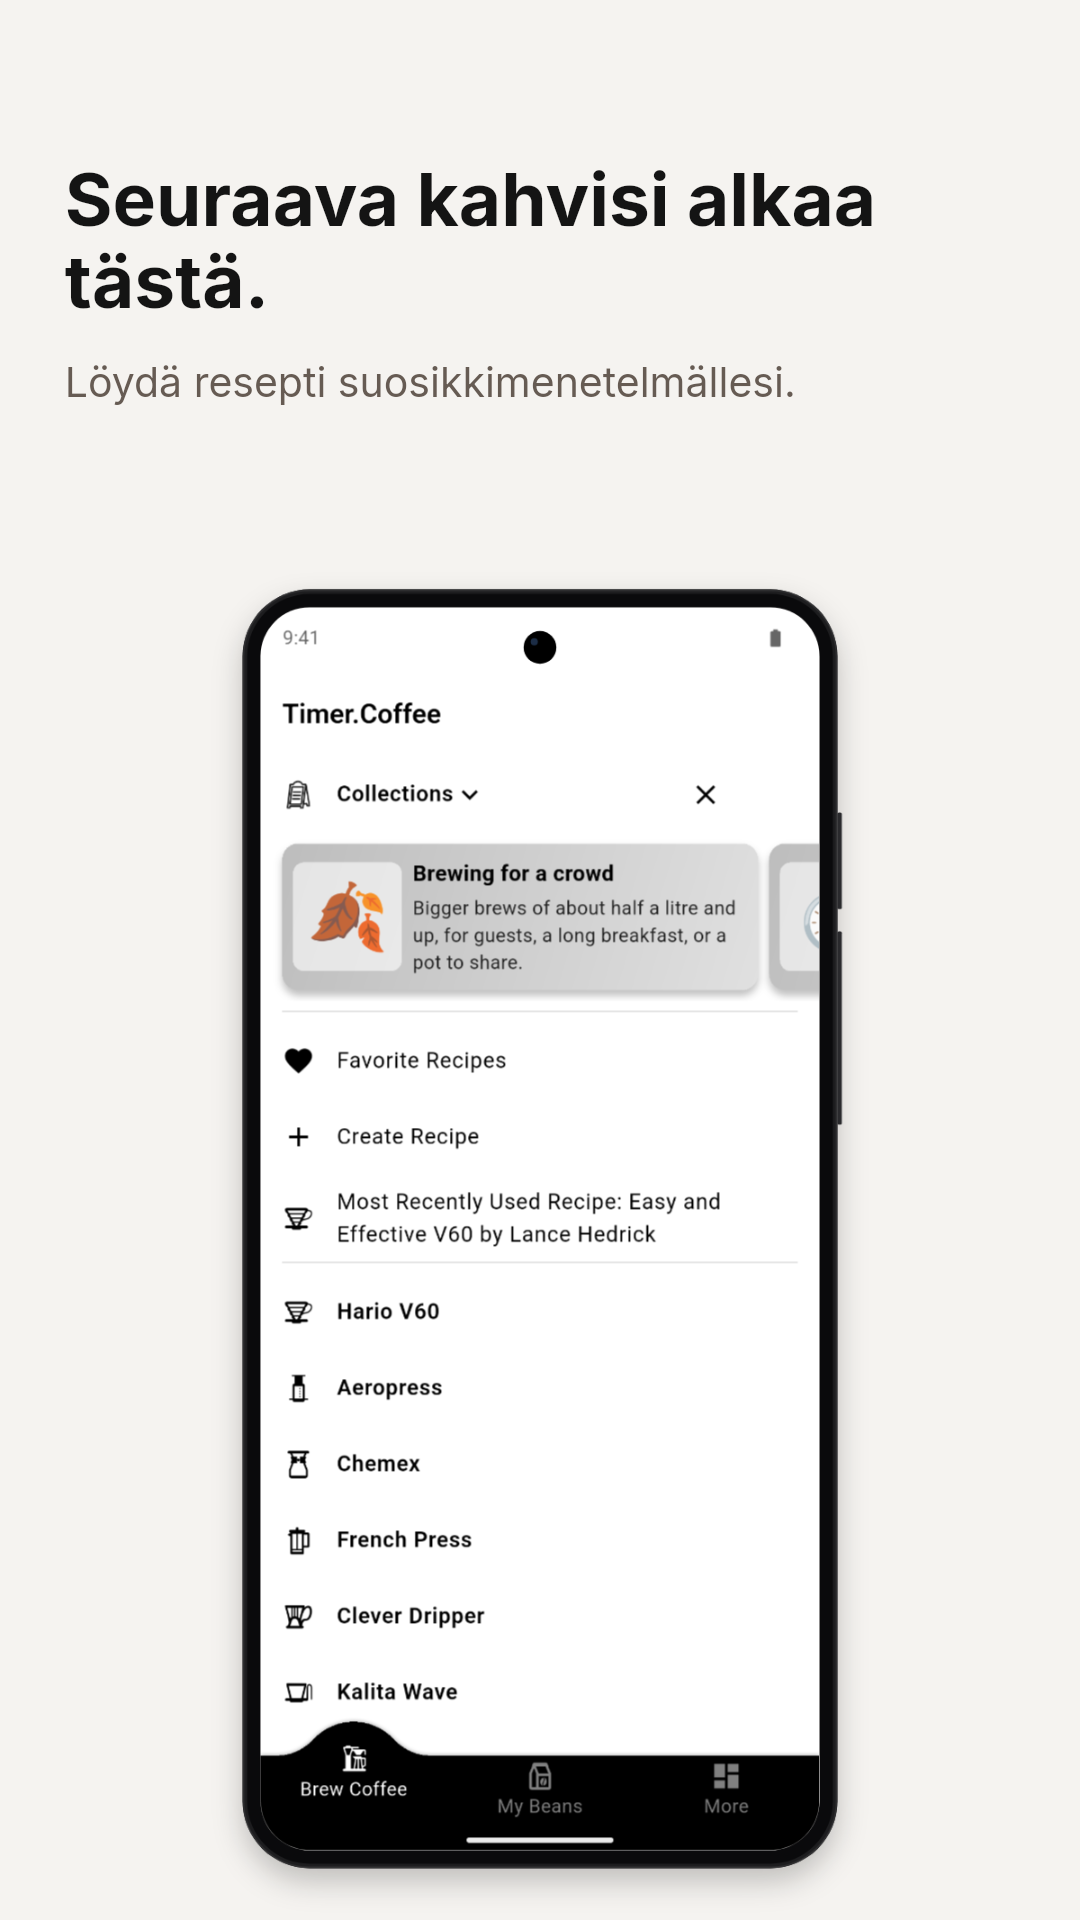 Seuraava kahvisi alkaa
tästä.
Löydä resepti suosikkimenetelmällesi.
9:41
Timer.Coffee
Collections
Brewing for a crowd
Bigger brews of about half a litre and
up, for guests, a long breakfast, or a
pot to share.
Favorite Recipes
Create Recipe
Most Recently Used Recipe: Easy and
Effective V60 by Lance Hedrick
Hario V60
Aeropress
Chemex
French Press
Clever Dripper
Kalita Wave
Brew Coffee
My Beans
More